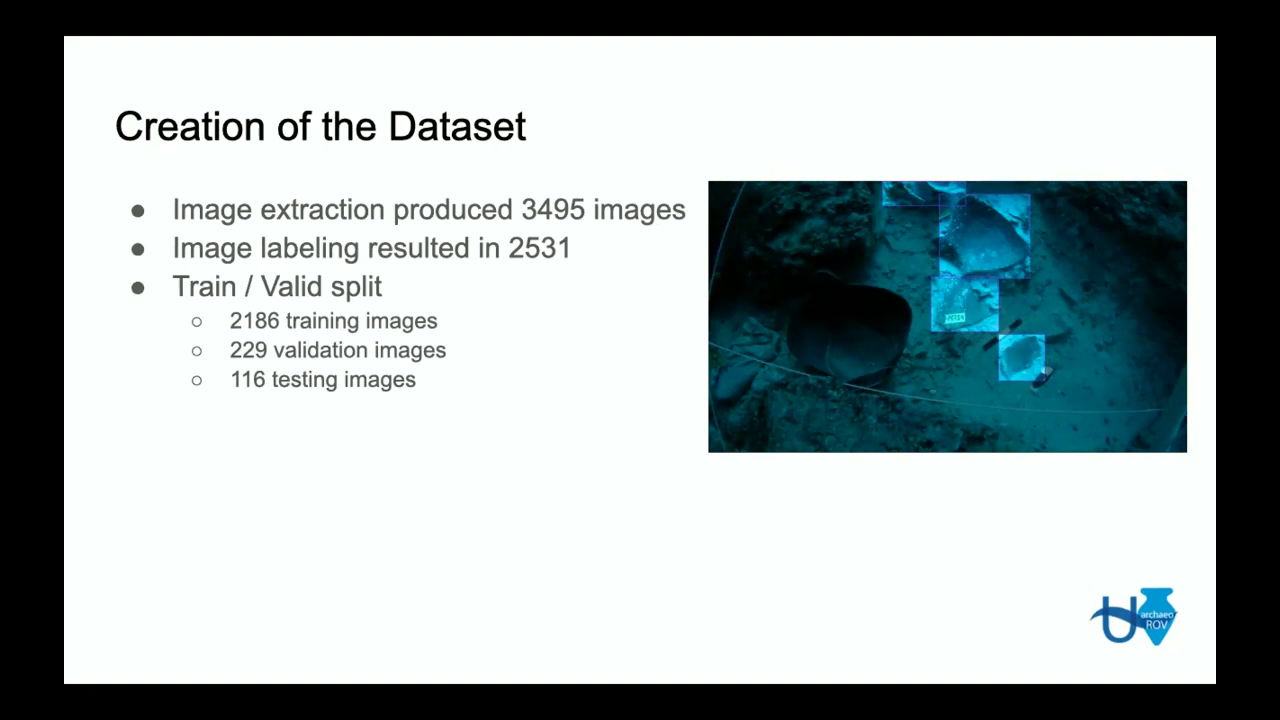 Creation of the Dataset
● Image extraction produced 3495 images
● Image labeling resulted in 2531
● Train / Valid split
○ 2186 training images
○ 229 validation images
○ 116 testing images
archaeo
U ROV